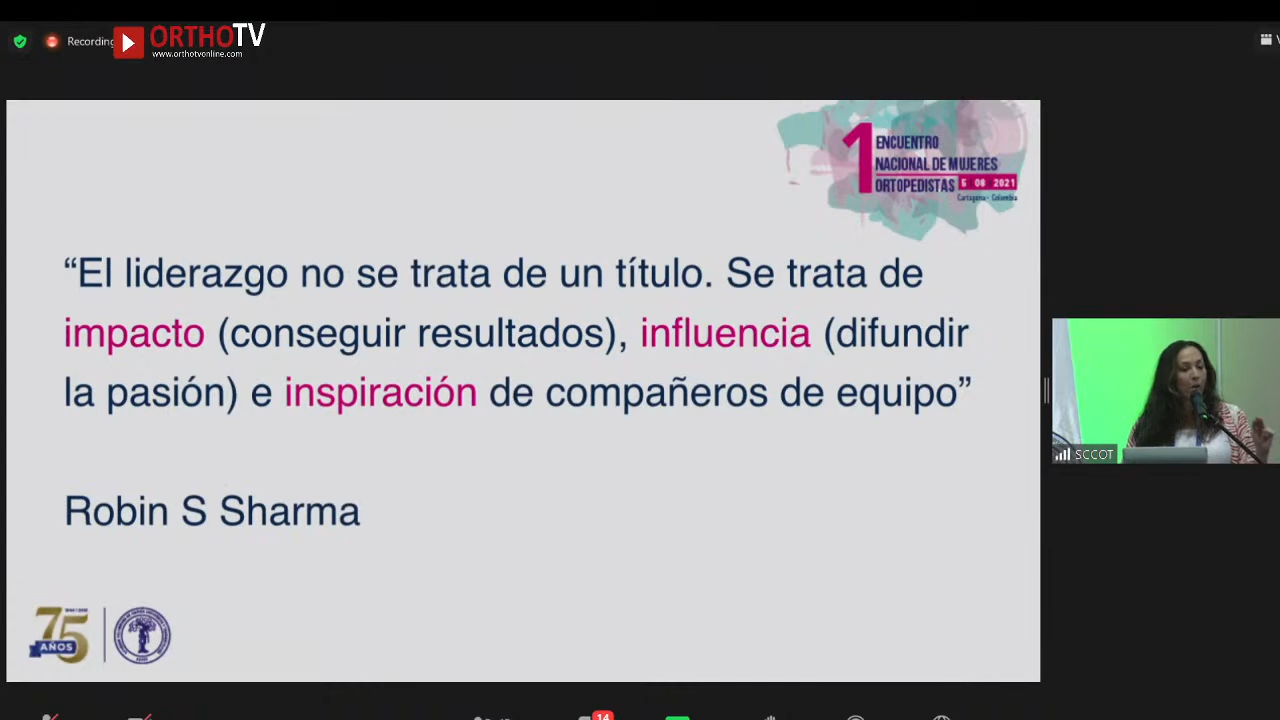 Recording
ORTHOTV
www.orthotvonline.com
1 ENCUENTRO
NACIONAL DE MUJERES
ORTOPEDISTAS 5 08 2021
Cartagena - Colombia
“El liderazgo no se trata de un título. Se trata de
impacto (conseguir resultados), influencia (difundir
la pasión) e inspiración de compañeros de equipo”
Robin S Sharma
75
AÑOS
SCCOT
14